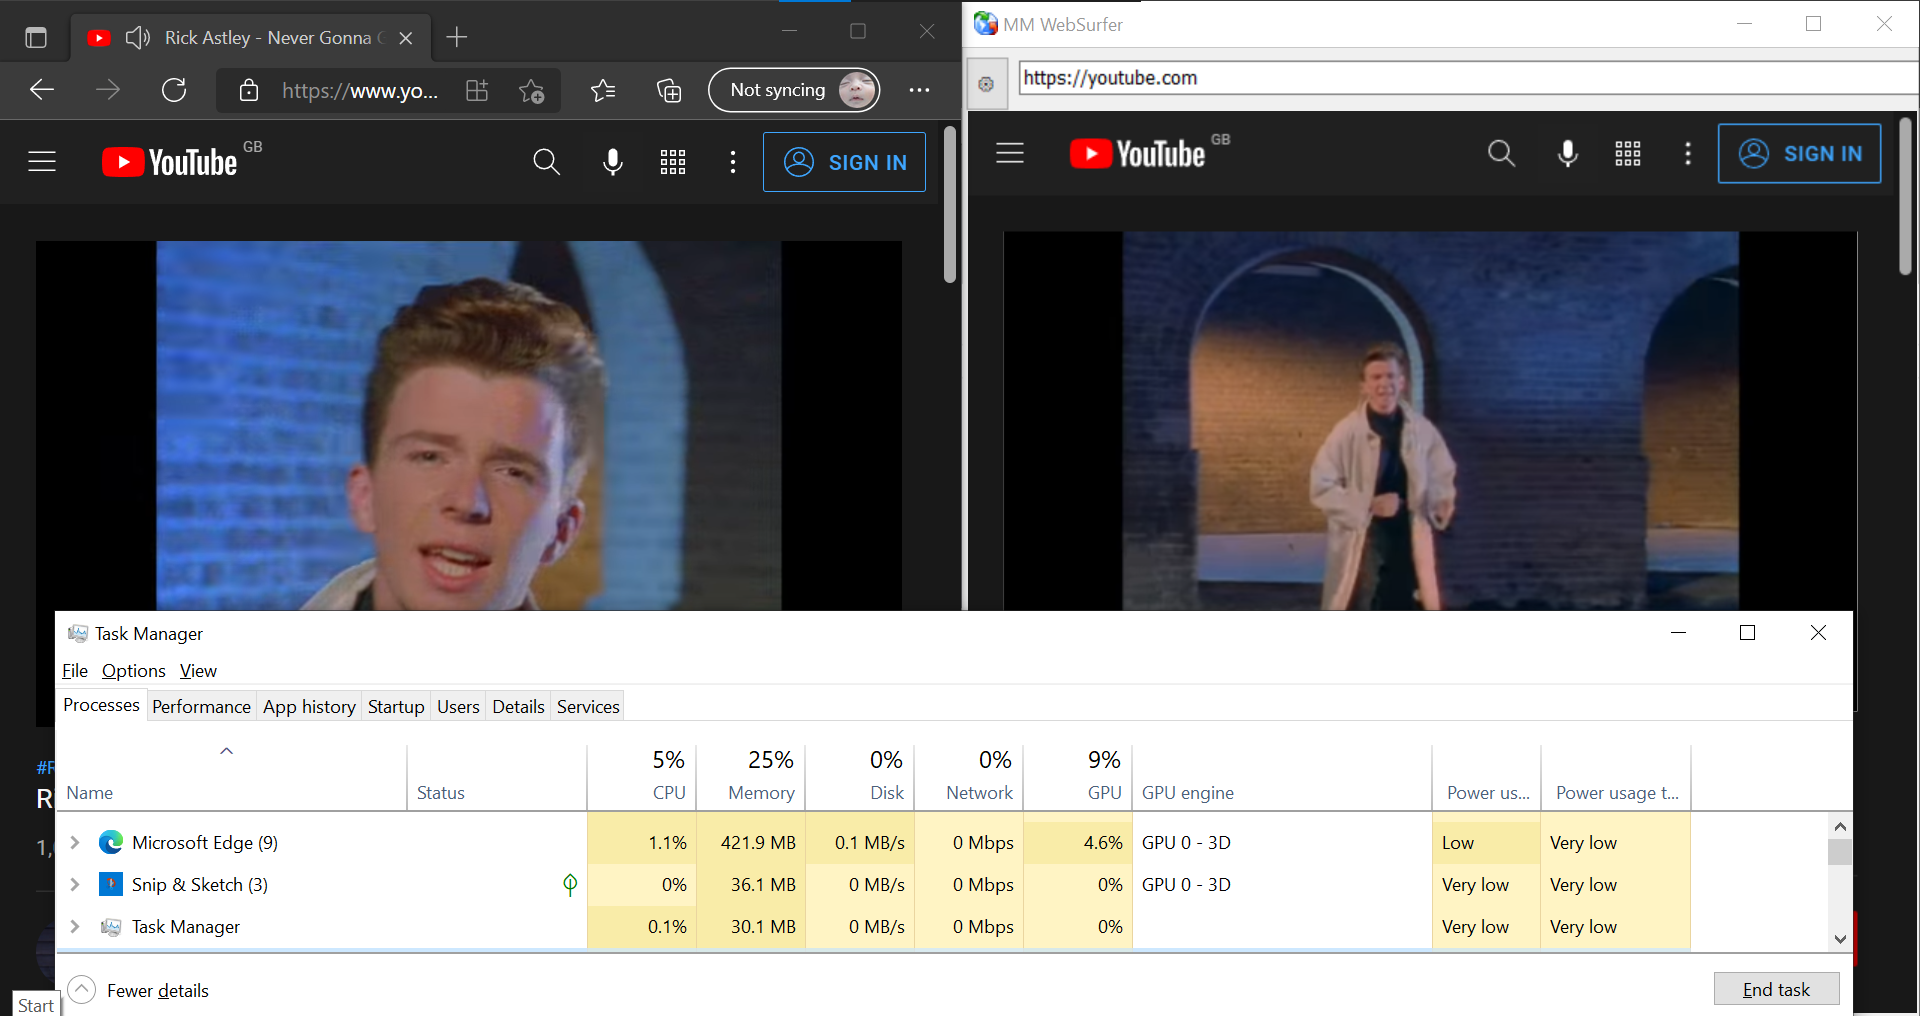 Rick Astley - Never Gonna G
https://www.yo...
Not syncing
YouTube GB
SIGN IN
MM WebSurfer
https://youtube.com
YouTube GB
SIGN IN
#R
R
1,
Task Manager
File Options View
Processes Performance App history Startup Users Details Services
5% 25% 0% 0% 9%
Name Status CPU Memory Disk Network GPU GPU engine Power us... Power usage t...
Microsoft Edge (9) 1.1% 421.9 MB 0.1 MB/s 0 Mbps 4.6% GPU 0 - 3D Low Very low
Snip & Sketch (3) 0% 36.1 MB 0 MB/s 0 Mbps 0% GPU 0 - 3D Very low Very low
Task Manager 0.1% 30.1 MB 0 MB/s 0 Mbps 0% Very low Very low
Fewer details
End task
Start